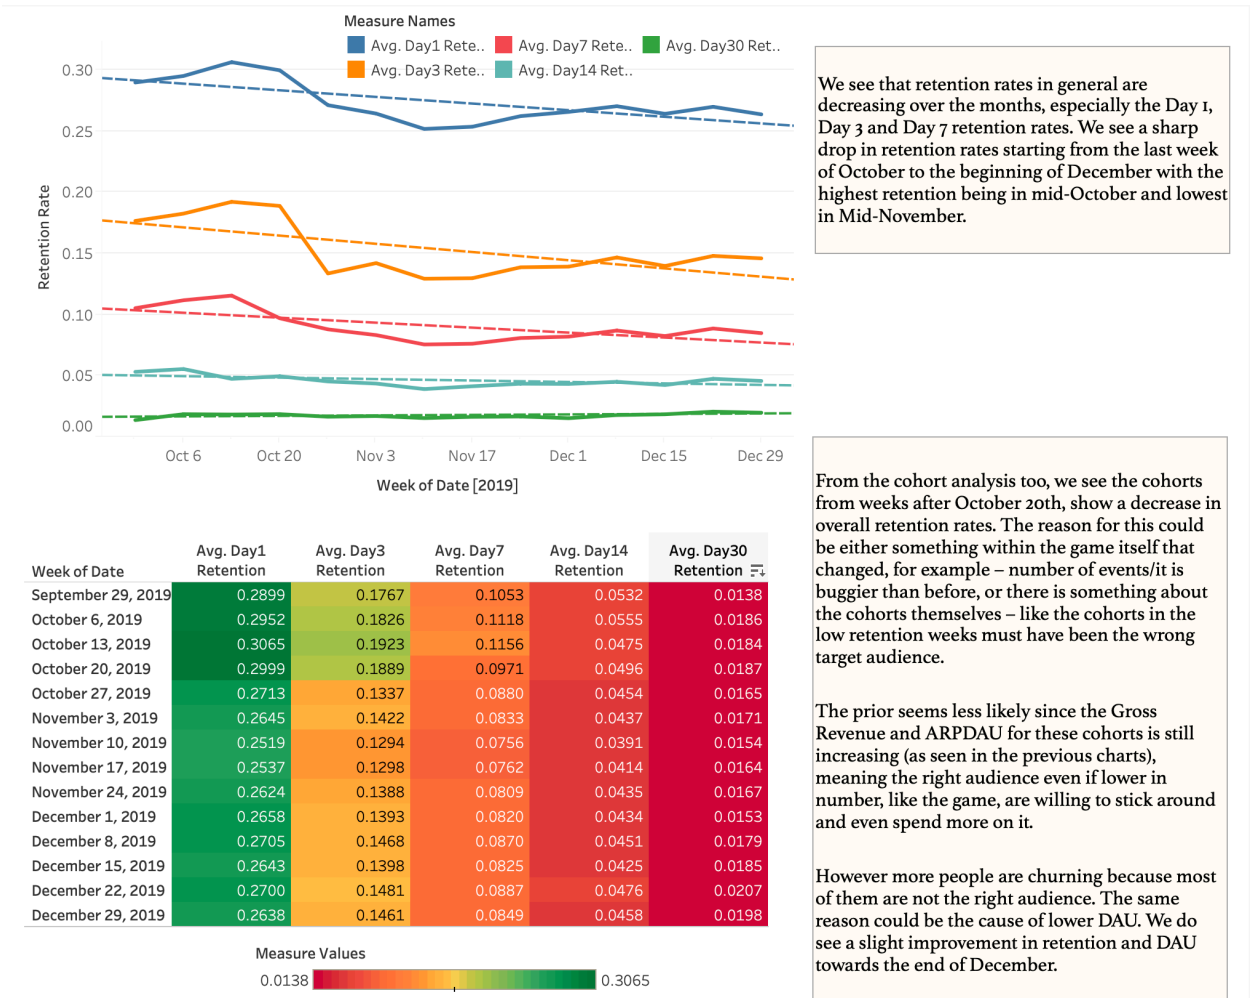 Measure Names
Avg. Day1 Rete..
Avg. Day7 Rete..
Avg. Day30 Ret..
Avg. Day3 Rete..
Avg. Day14 Ret..
0.30
0.25
0.20
0.15
0.10
0.05
0.00
Retention Rate
Oct 6
Oct 20
Nov 3
Nov 17
Dec 1
Dec 15
Dec 29
Week of Date [2019]
We see that retention rates in general are
decreasing over the months, especially the Day 1,
Day 3 and Day 7 retention rates. We see a sharp
drop in retention rates starting from the last week
of October to the beginning of December with the
highest retention being in mid-October and lowest
in Mid-November.
Week of Date Avg. Day1 Retention Avg. Day3 Retention Avg. Day7 Retention Avg. Day14 Retention Avg. Day30 Retention
September 29, 2019 0.2899 0.1767 0.1053 0.0532 0.0138
October 6, 2019 0.2952 0.1826 0.1118 0.0555 0.0186
October 13, 2019 0.3065 0.1923 0.1156 0.0475 0.0184
October 20, 2019 0.2999 0.1889 0.0971 0.0496 0.0187
October 27, 2019 0.2713 0.1337 0.0880 0.0454 0.0165
November 3, 2019 0.2645 0.1422 0.0833 0.0437 0.0171
November 10, 2019 0.2519 0.1294 0.0756 0.0391 0.0154
November 17, 2019 0.2537 0.1298 0.0762 0.0414 0.0164
November 24, 2019 0.2624 0.1388 0.0809 0.0435 0.0167
December 1, 2019 0.2658 0.1393 0.0820 0.0434 0.0153
December 8, 2019 0.2705 0.1468 0.0870 0.0451 0.0179
December 15, 2019 0.2643 0.1398 0.0825 0.0425 0.0185
December 22, 2019 0.2700 0.1481 0.0887 0.0476 0.0207
December 29, 2019 0.2638 0.1461 0.0849 0.0458 0.0198
Measure Values
0.0138
0.3065
From the cohort analysis too, we see the cohorts
from weeks after October 20th, show a decrease in
overall retention rates. The reason for this could
be either something within the game itself that
changed, for example – number of events/it is
buggier than before, or there is something about
the cohorts themselves – like the cohorts in the
low retention weeks must have been the wrong
target audience.
The prior seems less likely since the Gross
Revenue and ARPDAU for these cohorts is still
increasing (as seen in the previous charts),
meaning the right audience even if lower in
number, like the game, are willing to stick around
and even spend more on it.
However more people are churning because most
of them are not the right audience. The same
reason could be the cause of lower DAU. We do
see a slight improvement in retention and DAU
towards the end of December.